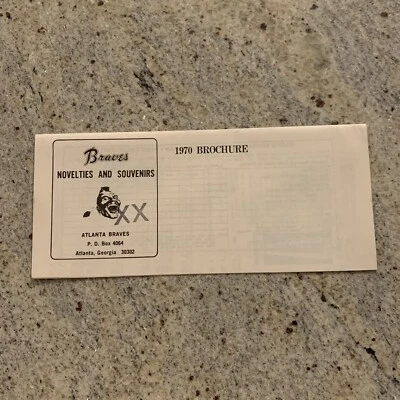 Braves
NOVELTIES AND SOUVENIRS
XX
ATLANTA BRAVES
P. O. Box 4064
Atlanta, Georgia 30302
1970 BROCHURE